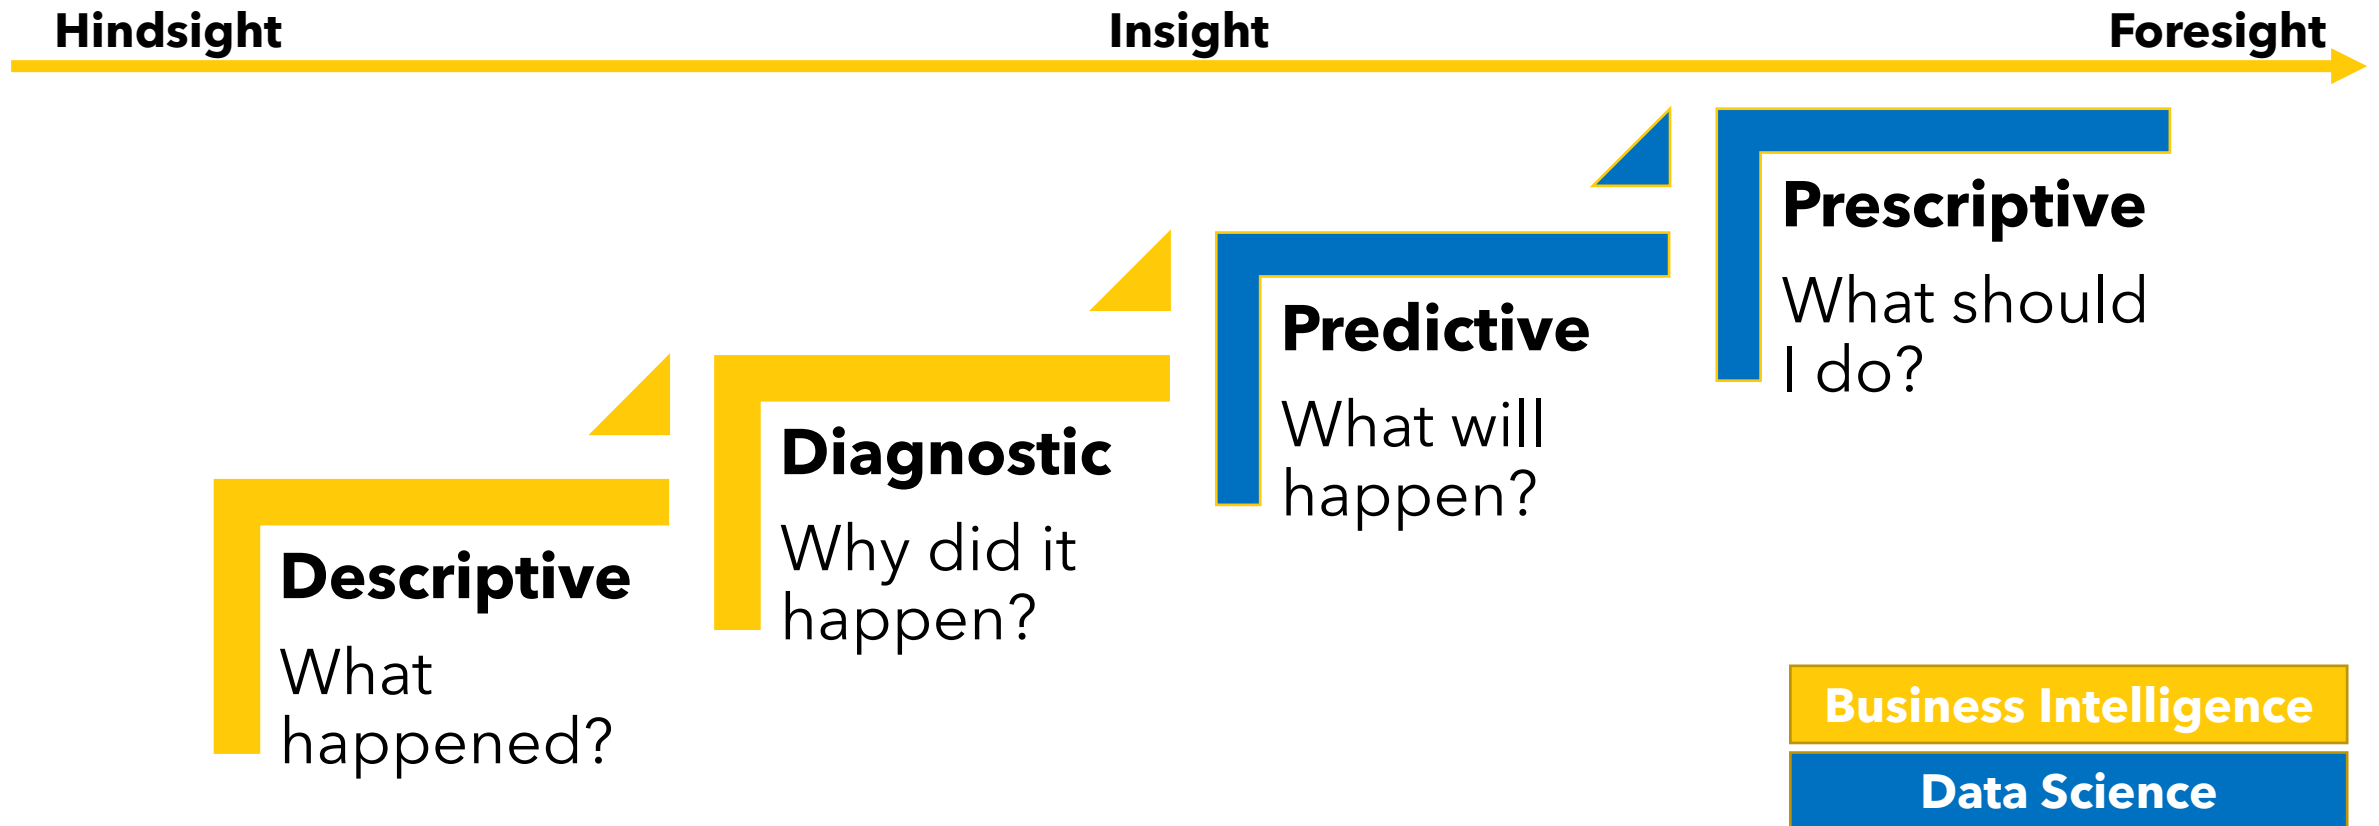 Hindsight
Insight
Foresight
Descriptive
What
happened?
Diagnostic
Why did it
happen?
Predictive
What will
happen?
Prescriptive
What should
I do?
Business Intelligence
Data Science